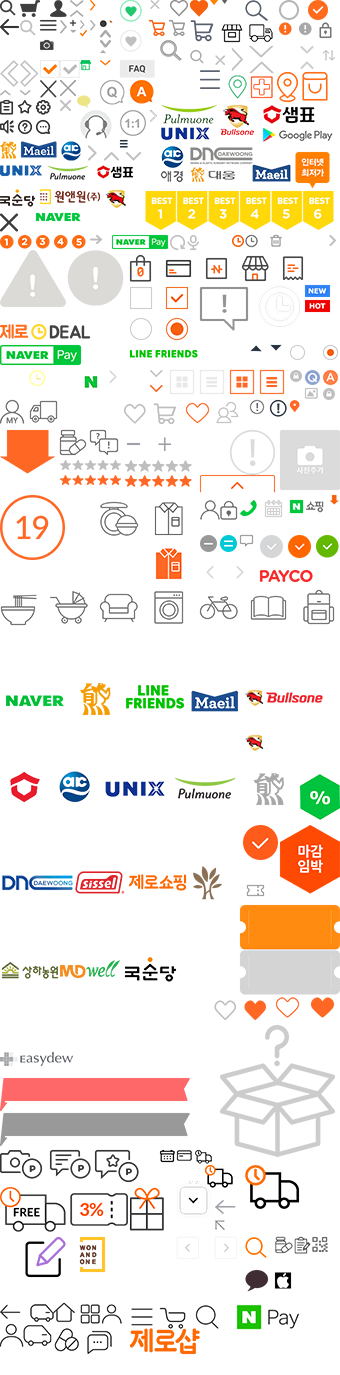 FAQ
Q
A
1:1
Pulmuone
샘표
UNIX
Bullsone
Google Play
Maeil
ac
DNC DAEWOONG
UNIX
Pulmuone
샘표
애경
대웅
Maeil
인터넷
최저가
국순당
원앤원(주)
BEST
1
BEST
2
BEST
3
BEST
4
BEST
5
BEST
6
NAVER
1 2 3 4 5
NAVER Pay
0
N
NEW
HOT
제로 DEAL
NAVER Pay
LINE FRIENDS
N
Q
A
MY
사진추가
19
N 쇼핑
PAYCO
NAVER
LINE
FRIENDS
Maeil
Bullsone
ac
UNIX
Pulmuone
%
마감
임박
DNC DAEWOONG
sissel
제로쇼핑
상하농원
MDwell
국순당
Easydew
P
P
P
FREE
3%
WON
AND
ONE
N Pay
제로샵